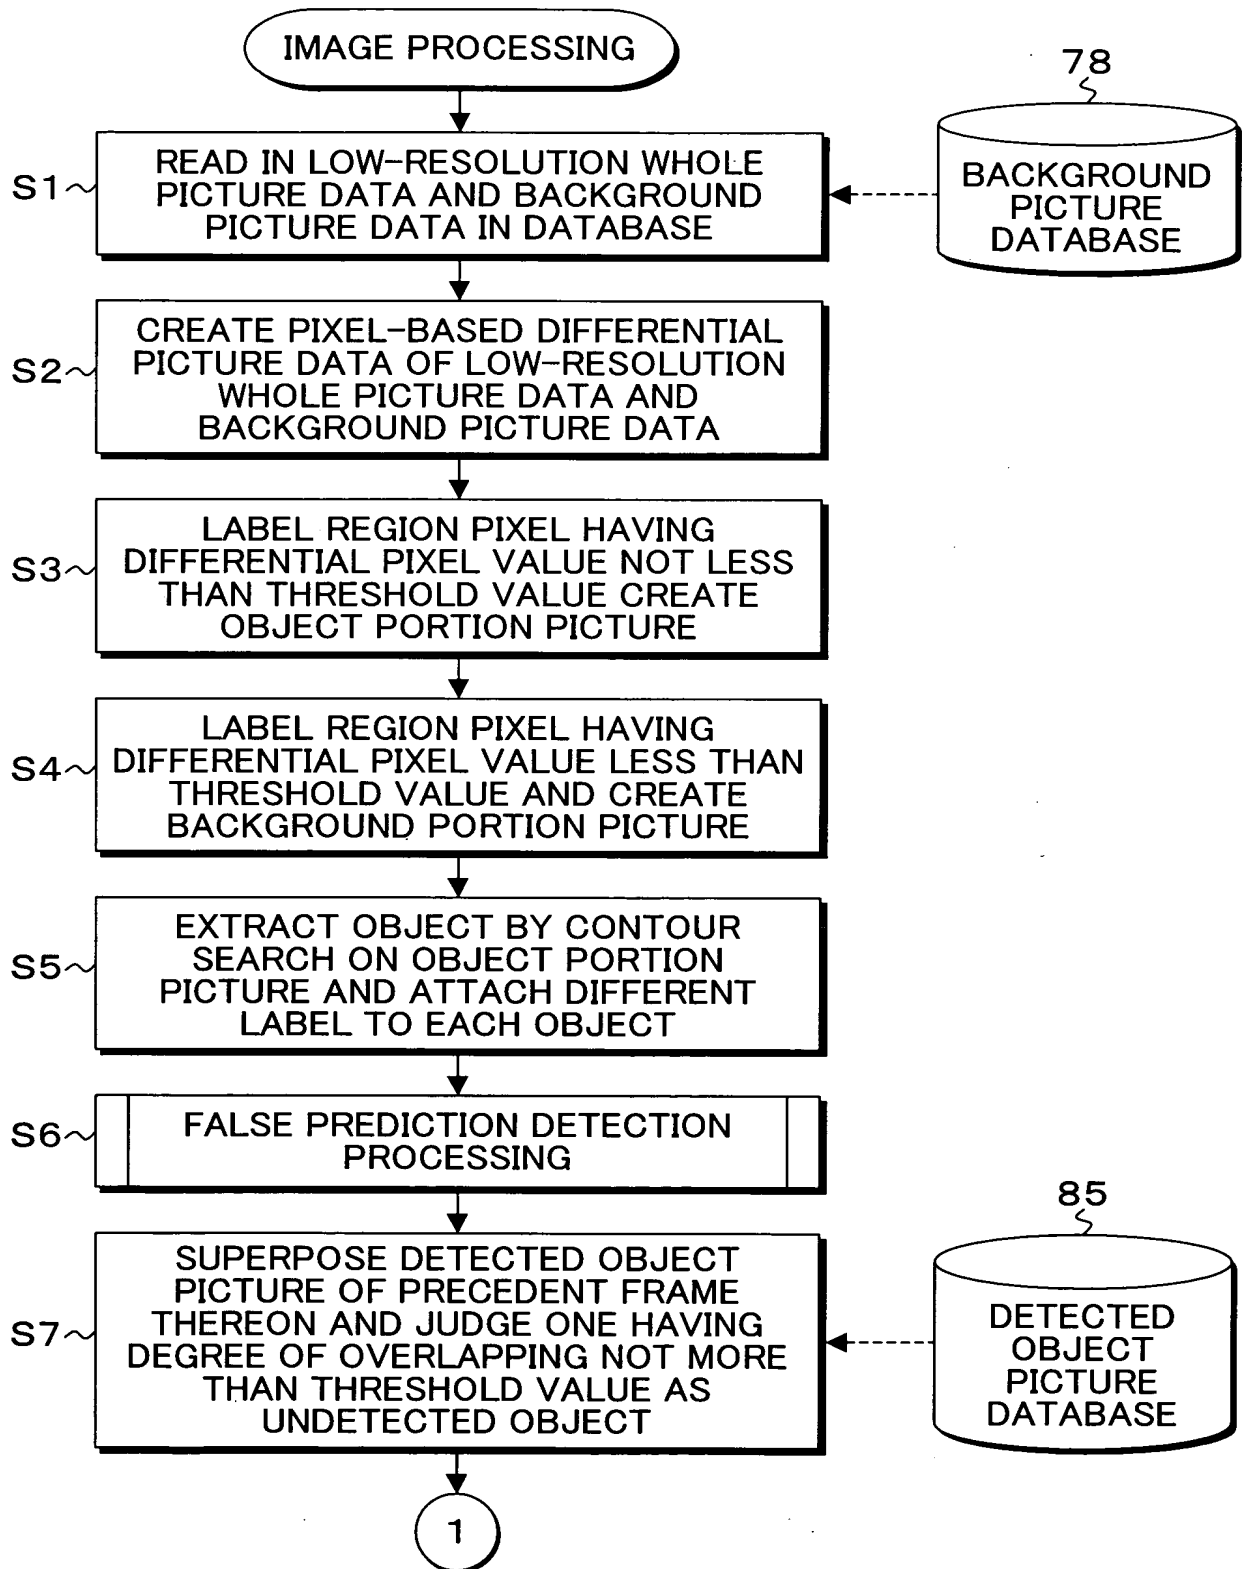 IMAGE PROCESSING
78
S1
READ IN LOW-RESOLUTION WHOLE
PICTURE DATA AND BACKGROUND
PICTURE DATA IN DATABASE
BACKGROUND
PICTURE
DATABASE
S2
CREATE PIXEL-BASED DIFFERENTIAL
PICTURE DATA OF LOW-RESOLUTION
WHOLE PICTURE DATA AND
BACKGROUND PICTURE DATA
S3
LABEL REGION PIXEL HAVING
DIFFERENTIAL PIXEL VALUE NOT LESS
THAN THRESHOLD VALUE CREATE
OBJECT PORTION PICTURE
S4
LABEL REGION PIXEL HAVING
DIFFERENTIAL PIXEL VALUE LESS THAN
THRESHOLD VALUE AND CREATE
BACKGROUND PORTION PICTURE
S5
EXTRACT OBJECT BY CONTOUR
SEARCH ON OBJECT PORTION
PICTURE AND ATTACH DIFFERENT
LABEL TO EACH OBJECT
S6
FALSE PREDICTION DETECTION
PROCESSING
85
S7
SUPERPOSE DETECTED OBJECT
PICTURE OF PRECEDENT FRAME
THEREON AND JUDGE ONE HAVING
DEGREE OF OVERLAPPING NOT MORE
THAN THRESHOLD VALUE AS
UNDETECTED OBJECT
DETECTED
OBJECT
PICTURE
DATABASE
1